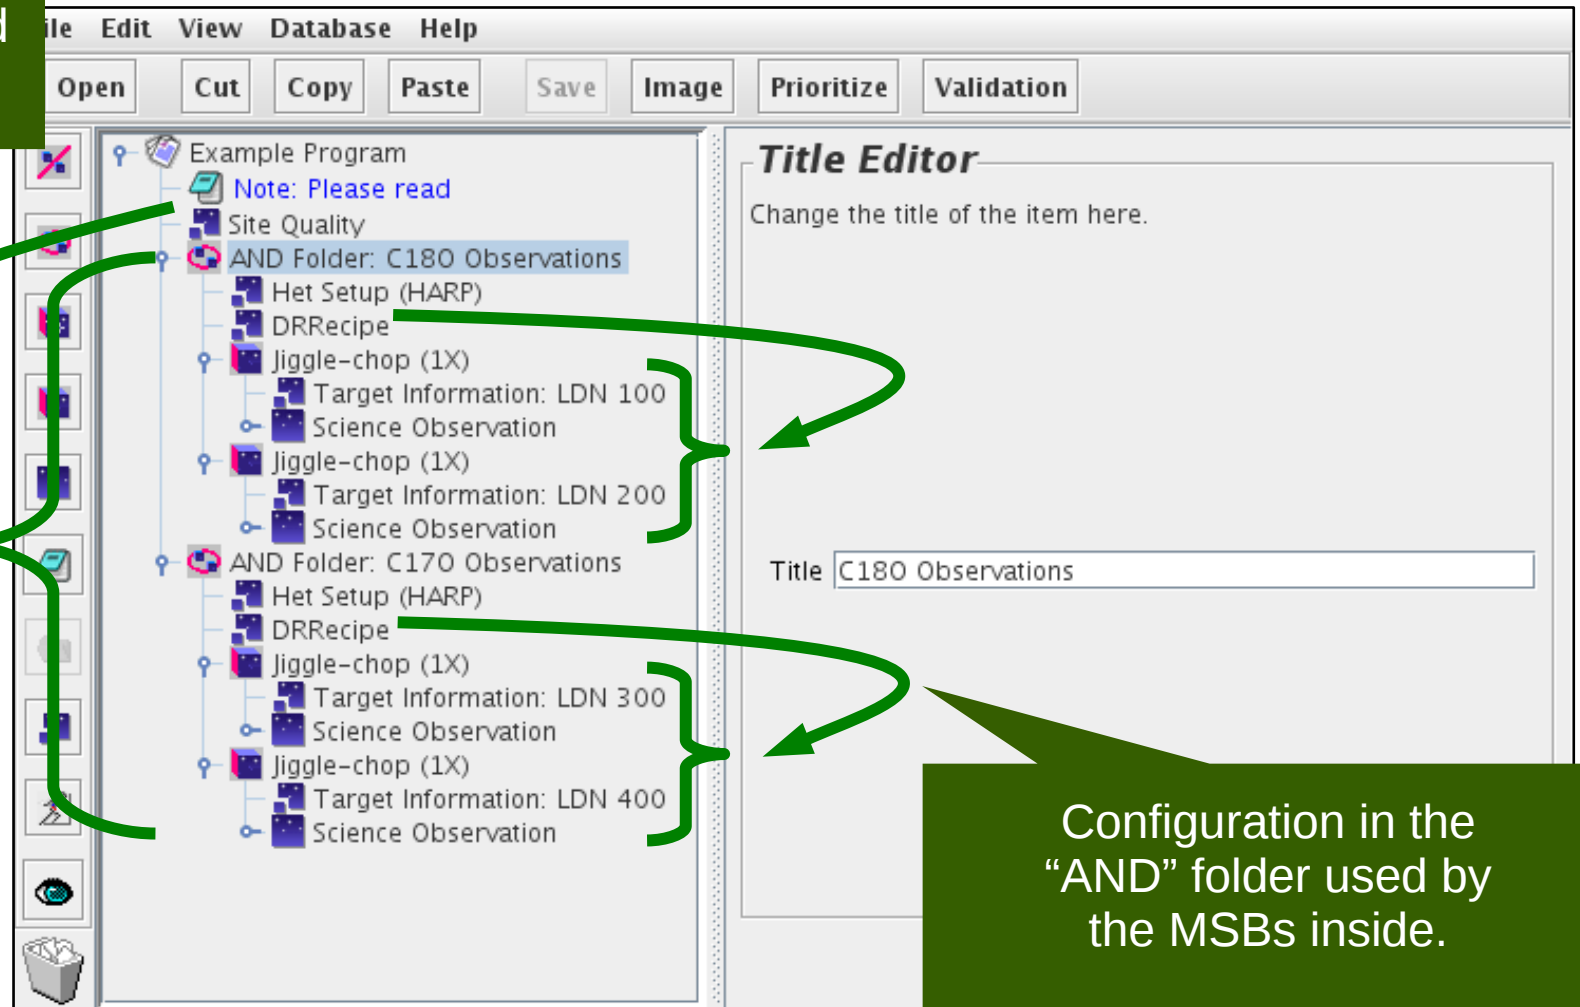 File Edit View Database Help
Open Cut Copy Paste Save Image Prioritize Validation
Example Program
Note: Please read
Site Quality
AND Folder: C18O Observations
Het Setup (HARP)
DRRecipe
Jiggle-chop (1X)
Target Information: LDN 100
Science Observation
Jiggle-chop (1X)
Target Information: LDN 200
Science Observation
AND Folder: C17O Observations
Het Setup (HARP)
DRRecipe
Jiggle-chop (1X)
Target Information: LDN 300
Science Observation
Jiggle-chop (1X)
Target Information: LDN 400
Science Observation
Title Editor
Change the title of the item here.
Title C18O Observations
Configuration in the
“AND” folder used by
the MSBs inside.